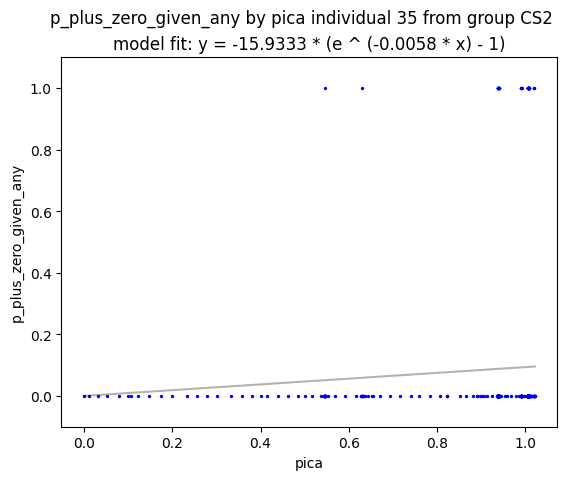 p_plus_zero_given_any by pica individual 35 from group CS2
model fit: y = -15.9333 * (e ^ (-0.0058 * x) - 1)
1.0
0.8
0.6
0.4
0.2
0.0
p_plus_zero_given_any
0.0 0.2 0.4 0.6 0.8 1.0
pica